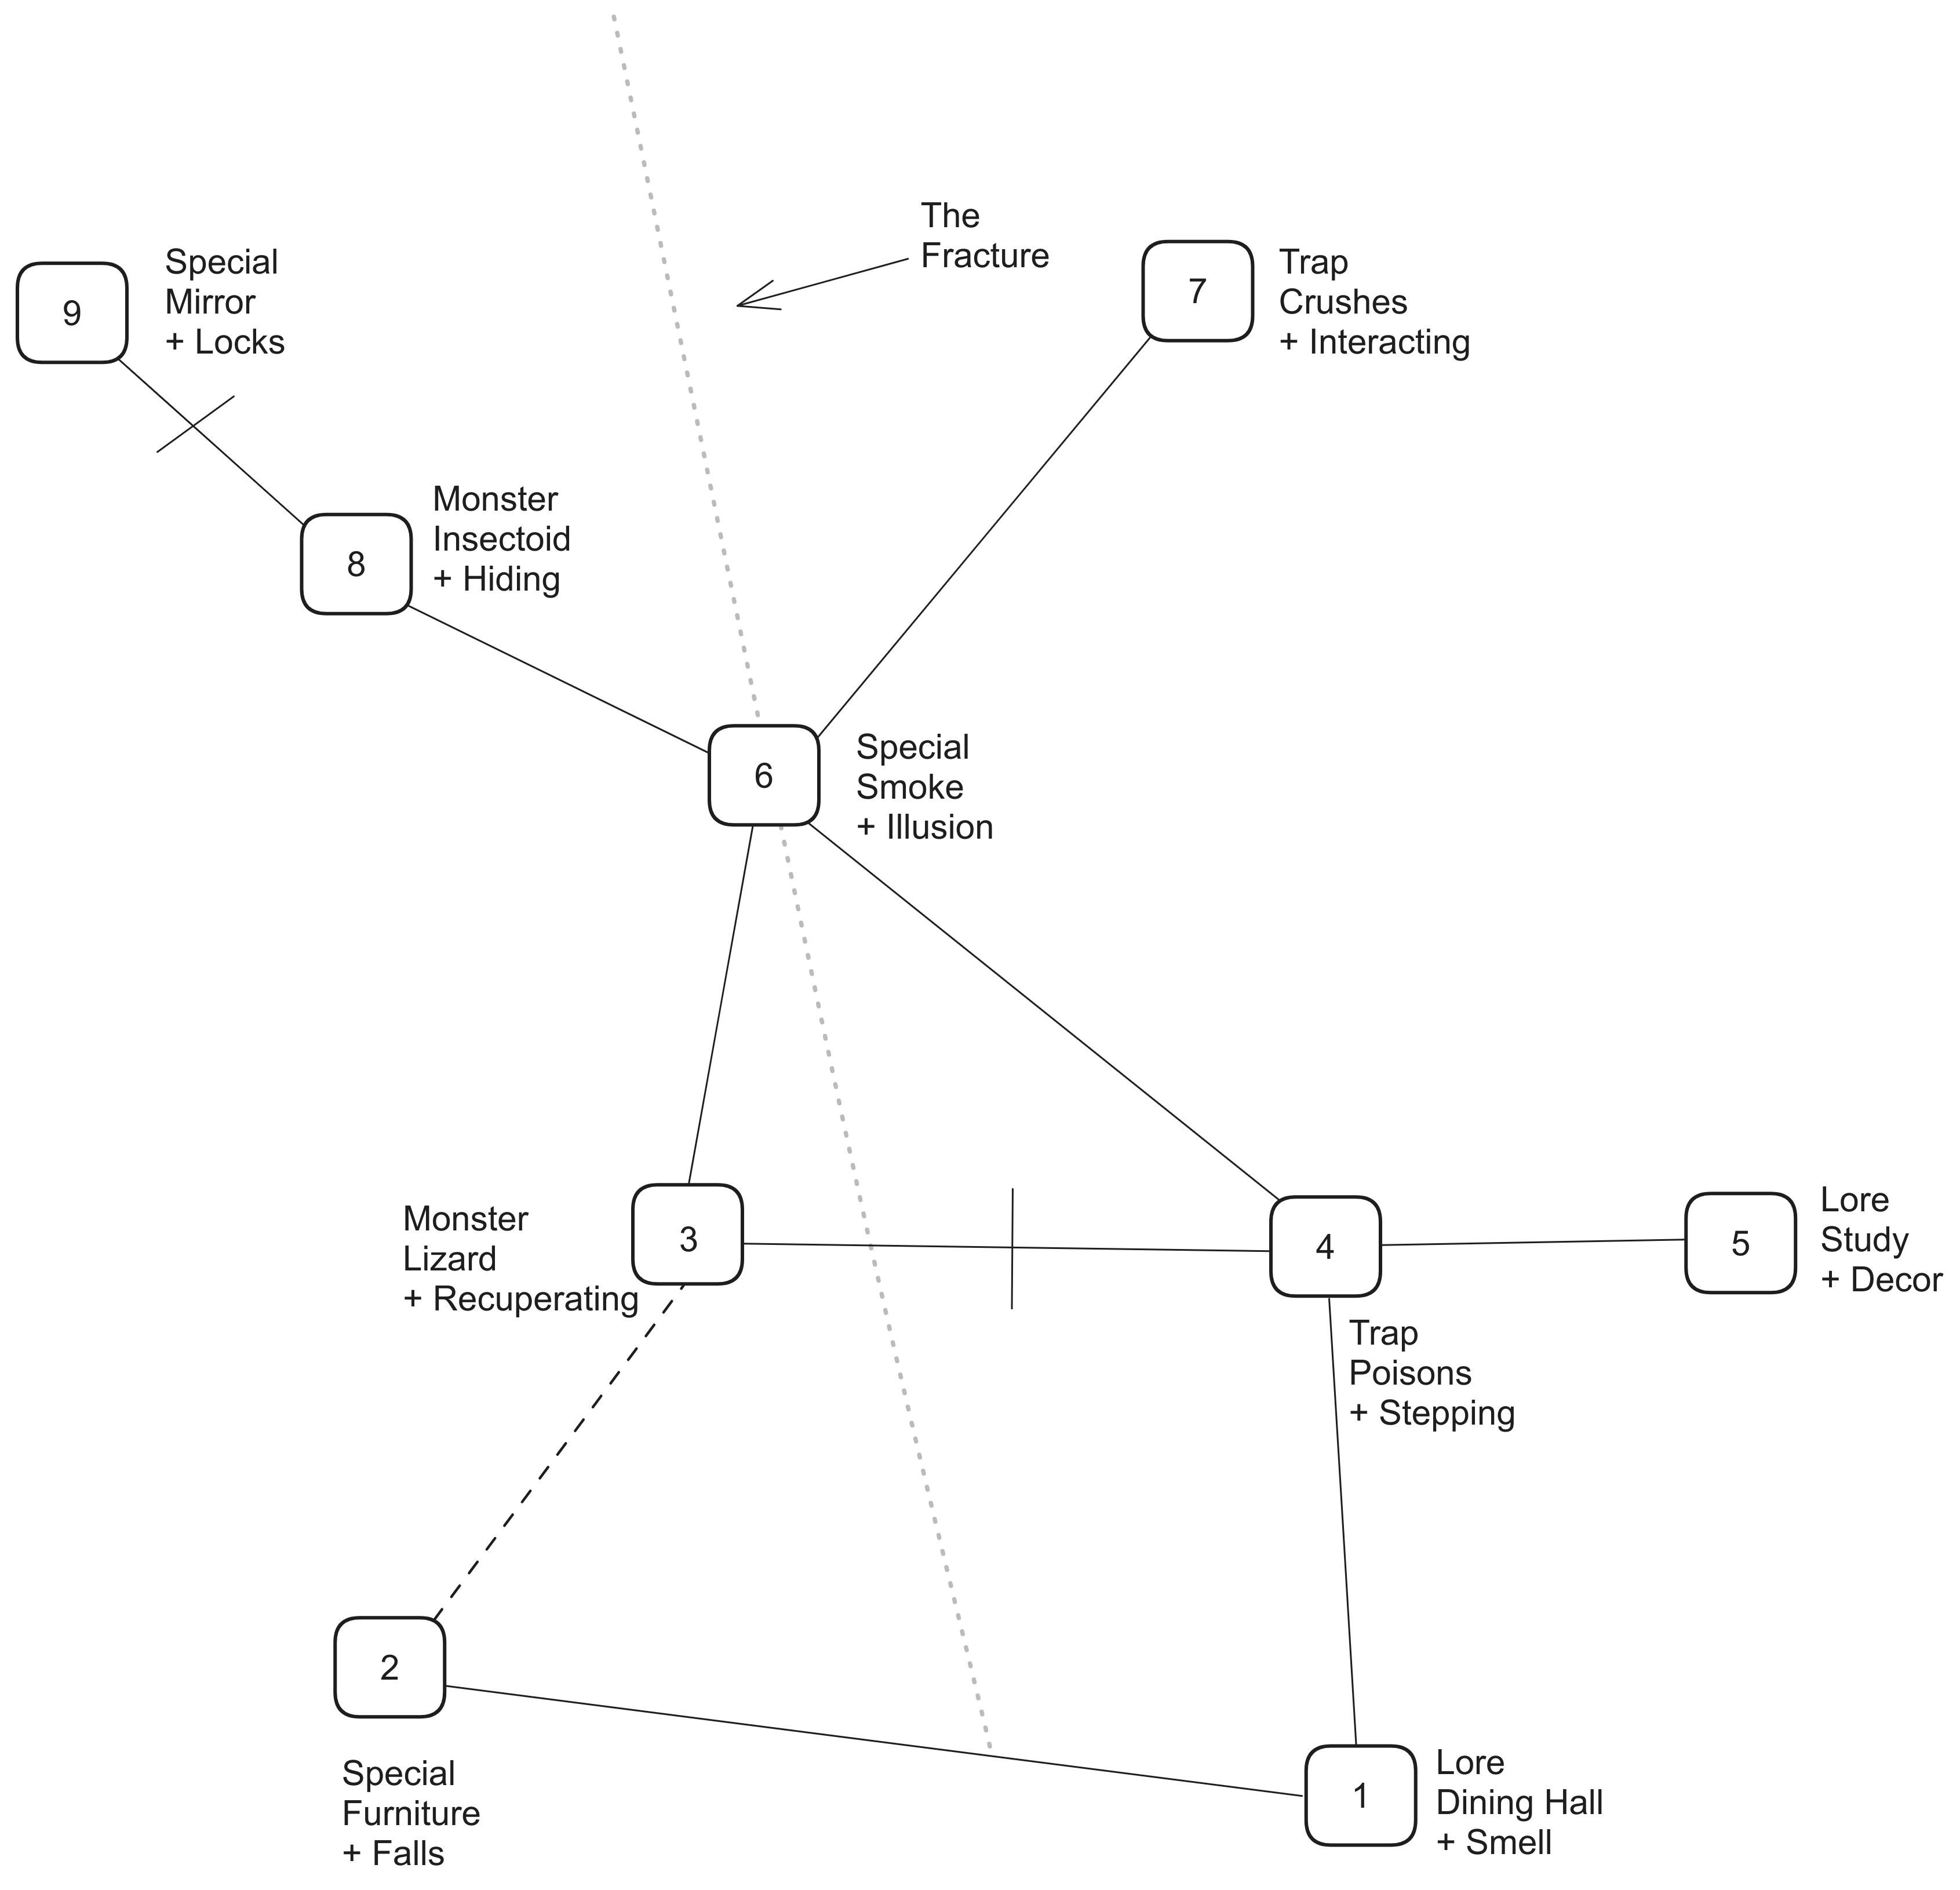 The
Fracture
9
Special
Mirror
+ Locks
7
Trap
Crushes
+ Interacting
8
Monster
Insectoid
+ Hiding
6
Special
Smoke
+ Illusion
Monster
Lizard
+ Recuperating
3
4
Trap
Poisons
+ Stepping
5
Lore
Study
+ Decor
2
Special
Furniture
+ Falls
1
Lore
Dining Hall
+ Smell